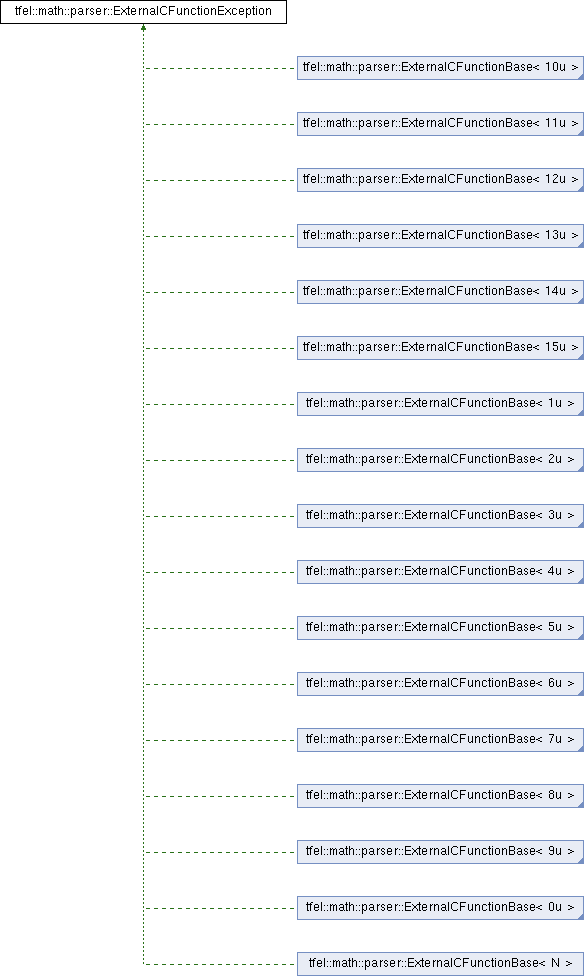 tfel::math::parser::ExternalCFunctionException
tfel::math::parser::ExternalCFunctionBase< 10u >
tfel::math::parser::ExternalCFunctionBase< 11u >
tfel::math::parser::ExternalCFunctionBase< 12u >
tfel::math::parser::ExternalCFunctionBase< 13u >
tfel::math::parser::ExternalCFunctionBase< 14u >
tfel::math::parser::ExternalCFunctionBase< 15u >
tfel::math::parser::ExternalCFunctionBase< 1u >
tfel::math::parser::ExternalCFunctionBase< 2u >
tfel::math::parser::ExternalCFunctionBase< 3u >
tfel::math::parser::ExternalCFunctionBase< 4u >
tfel::math::parser::ExternalCFunctionBase< 5u >
tfel::math::parser::ExternalCFunctionBase< 6u >
tfel::math::parser::ExternalCFunctionBase< 7u >
tfel::math::parser::ExternalCFunctionBase< 8u >
tfel::math::parser::ExternalCFunctionBase< 9u >
tfel::math::parser::ExternalCFunctionBase< 0u >
tfel::math::parser::ExternalCFunctionBase< N >